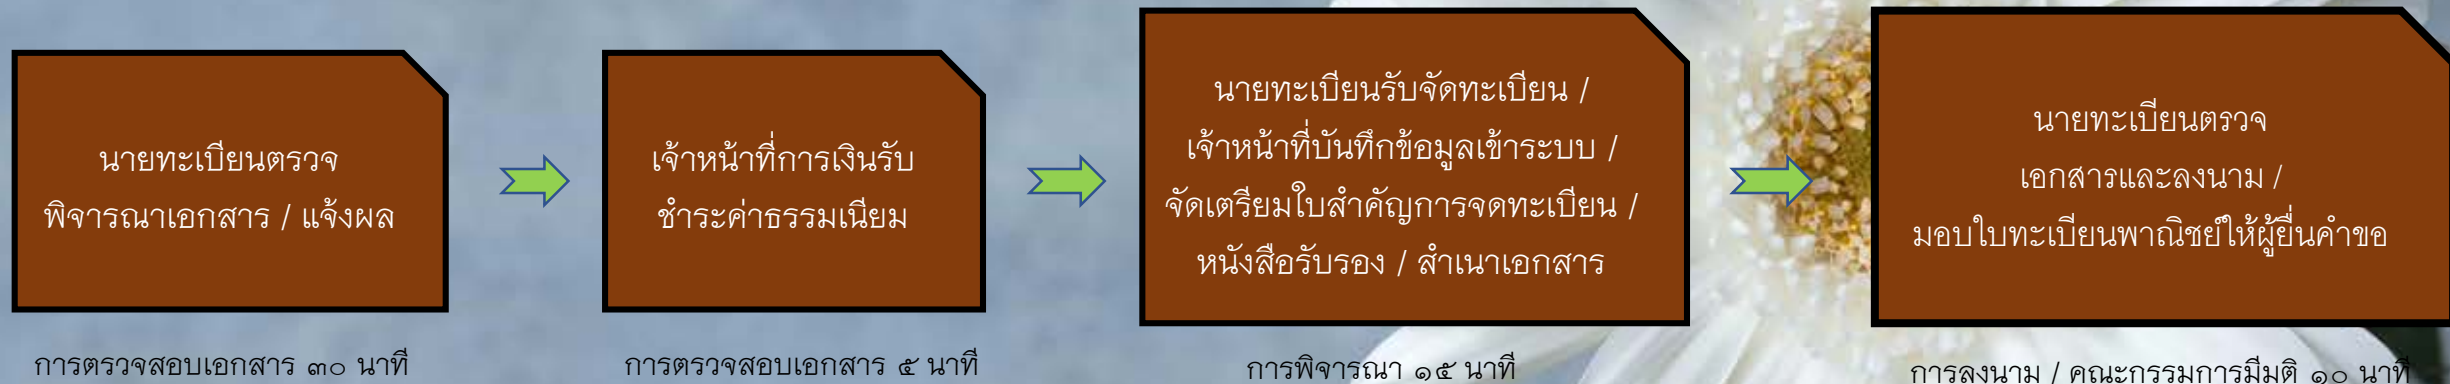 นายทะเบียนตรวจ
พิจารณาเอกสาร / แจ้งผล
เจ้าหน้าที่การเงินรับ
ชำระค่าธรรมเนียม
นายทะเบียนรับจัดทะเบียน /
เจ้าหน้าที่บันทึกข้อมูลเข้าระบบ /
จัดเตรียมใบสำคัญการจดทะเบียน /
หนังสือรับรอง / สำเนาเอกสาร
นายทะเบียนตรวจ
เอกสารและลงนาม /
มอบใบทะเบียนพาณิชย์ให้ผู้ยื่นคำขอ
การตรวจสอบเอกสาร ๓๐ นาที
การตรวจสอบเอกสาร ๕ นาที
การพิจารณา ๑๕ นาที
การลงนาม / คณะกรรมการมีมติ ๑๐ นาที